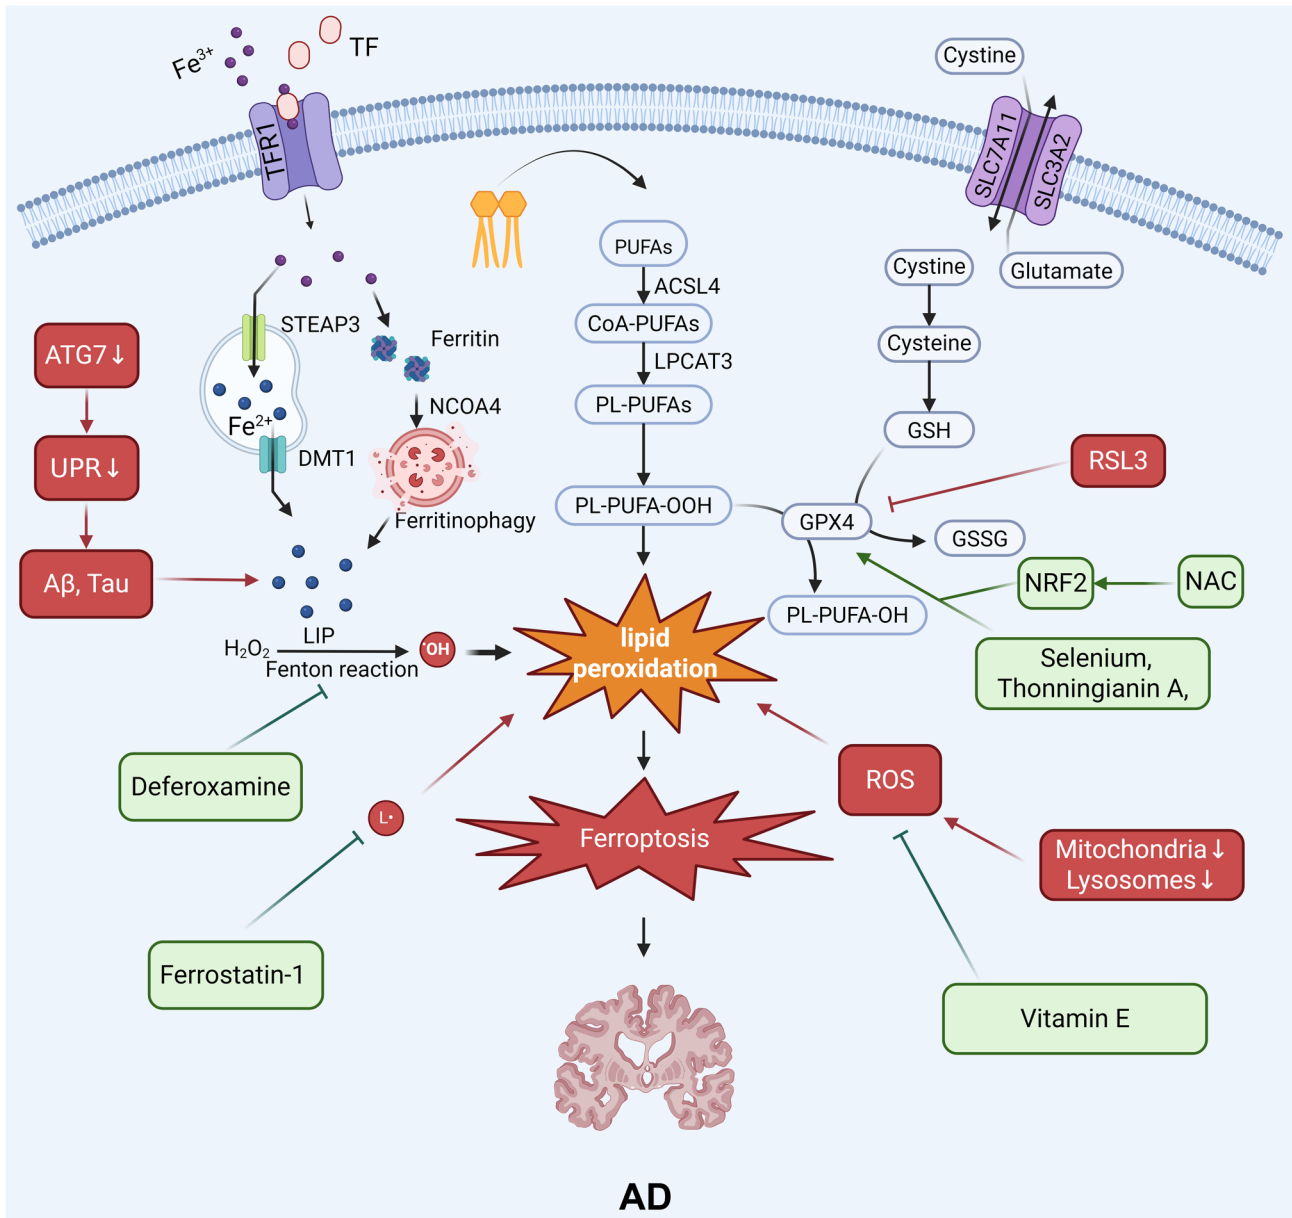 Fe3+
TF
Cystine
TFR1
SLC7A11
SLC3A2
PUFAs
Cystine
Glutamate
ACSL4
STEAP3
CoA-PUFAs
Ferritin
Cysteine
ATG7↓
LPCAT3
NCOA4
PL-PUFAs
Fe2+
GSH
DMT1
UPR↓
RSL3
PL-PUFA-OOH
Ferritinophagy
GPX4
GSSG
Aβ, Tau
NRF2
NAC
PL-PUFA-OH
LIP
H2O2
•OH
Fenton reaction
lipid
peroxidation
Selenium,
Thonningianin A,
Deferoxamine
ROS
L•
Ferroptosis
Mitochondria↓
Lysosomes↓
Ferrostatin-1
Vitamin E
AD